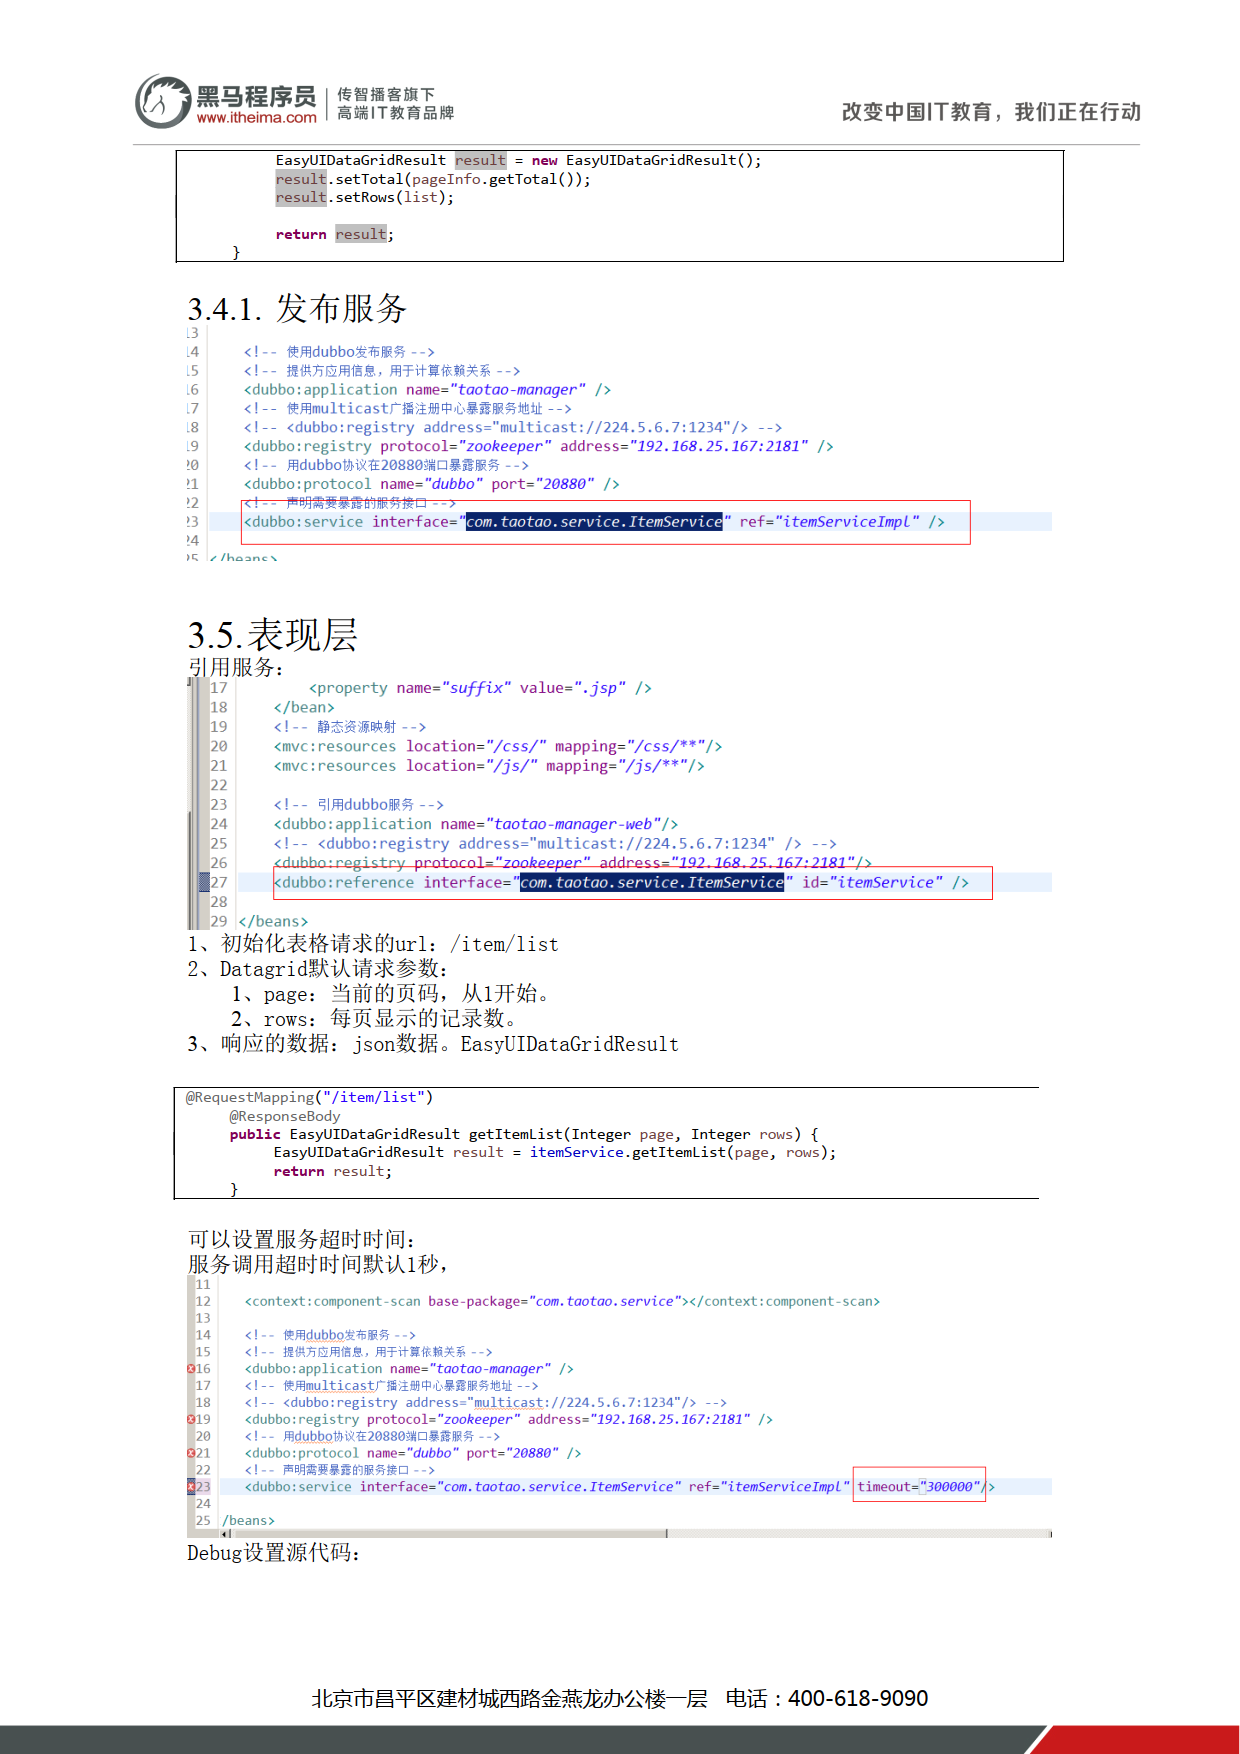 黑马程序员
www.itheima.com
传智播客旗下
高端IT教育品牌
改变中国IT教育，我们正在行动
EasyUIDataGridResult result = new EasyUIDataGridResult();
result.setTotal(pageInfo.getTotal());
result.setRows(list);
return result;
}
3.4.1. 发布服务
13
14 <!-- 使用dubbo发布服务 -->
15 <!-- 提供方应用信息，用于计算依赖关系 -->
16 <dubbo:application name="taotao-manager" />
17 <!-- 使用multicast广播注册中心暴露服务地址 -->
18 <!-- <dubbo:registry address="multicast://224.5.6.7:1234"/> -->
19 <dubbo:registry protocol="zookeeper" address="192.168.25.167:2181" />
20 <!-- 用dubbo协议在20880端口暴露服务 -->
21 <dubbo:protocol name="dubbo" port="20880" />
22 <!-- 声明需要暴露的服务接口 -->
23 <dubbo:service interface="com.taotao.service.ItemService" ref="itemServiceImpl" />
24
25 </beans>
3.5. 表现层
引用服务：
17 <property name="suffix" value=".jsp" />
18 </bean>
19 <!-- 静态资源映射 -->
20 <mvc:resources location="/css/" mapping="/css/**"/>
21 <mvc:resources location="/js/" mapping="/js/**"/>
22
23 <!-- 引用dubbo服务 -->
24 <dubbo:application name="taotao-manager-web"/>
25 <!-- <dubbo:registry address="multicast://224.5.6.7:1234" /> -->
26 <dubbo:registry protocol="zookeeper" address="192.168.25.167:2181"/>
27 <dubbo:reference interface="com.taotao.service.ItemService" id="itemService" />
28
29 </beans>
1、初始化表格请求的url：/item/list
2、Datagrid默认请求参数：
1、page：当前的页码，从1开始。
2、rows：每页显示的记录数。
3、响应的数据：json数据。EasyUIDataGridResult
@RequestMapping("/item/list")
@ResponseBody
public EasyUIDataGridResult getItemList(Integer page, Integer rows) {
EasyUIDataGridResult result = itemService.getItemList(page, rows);
return result;
}
可以设置服务超时时间：
服务调用超时时间默认1秒，
11
12 <context:component-scan base-package="com.taotao.service"></context:component-scan>
13
14 <!-- 使用dubbo发布服务 -->
15 <!-- 提供方应用信息，用于计算依赖关系 -->
16 <dubbo:application name="taotao-manager" />
17 <!-- 使用multicast广播注册中心暴露服务地址 -->
18 <!-- <dubbo:registry address="multicast://224.5.6.7:1234"/> -->
19 <dubbo:registry protocol="zookeeper" address="192.168.25.167:2181" />
20 <!-- 用dubbo协议在20880端口暴露服务 -->
21 <dubbo:protocol name="dubbo" port="20880" />
22 <!-- 声明需要暴露的服务接口 -->
23 <dubbo:service interface="com.taotao.service.ItemService" ref="itemServiceImpl" timeout="300000"/>
24
25 /beans>
Debug设置源代码：
北京市昌平区建材城西路金燕龙办公楼一层 电话：400-618-9090